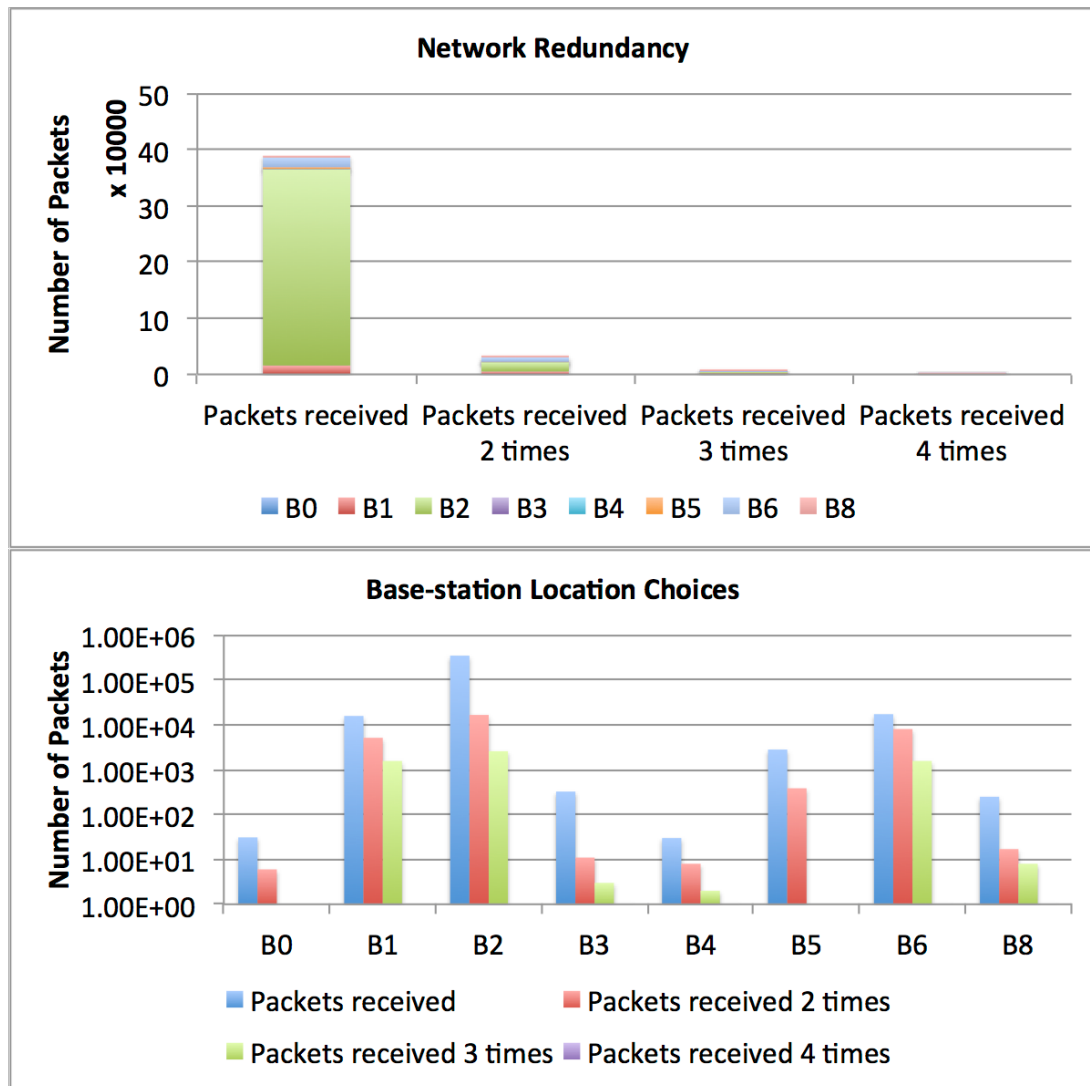 Network Redundancy
Number of Packets
x 10000
50
40
30
20
10
0
Packets received
Packets received 2 times
Packets received 3 times
Packets received 4 times
B0 B1 B2 B3 B4 B5 B6 B8
Base-station Location Choices
Number of Packets
1.00E+06
1.00E+05
1.00E+04
1.00E+03
1.00E+02
1.00E+01
1.00E+00
B0 B1 B2 B3 B4 B5 B6 B8
Packets received Packets received 2 times
Packets received 3 times Packets received 4 times